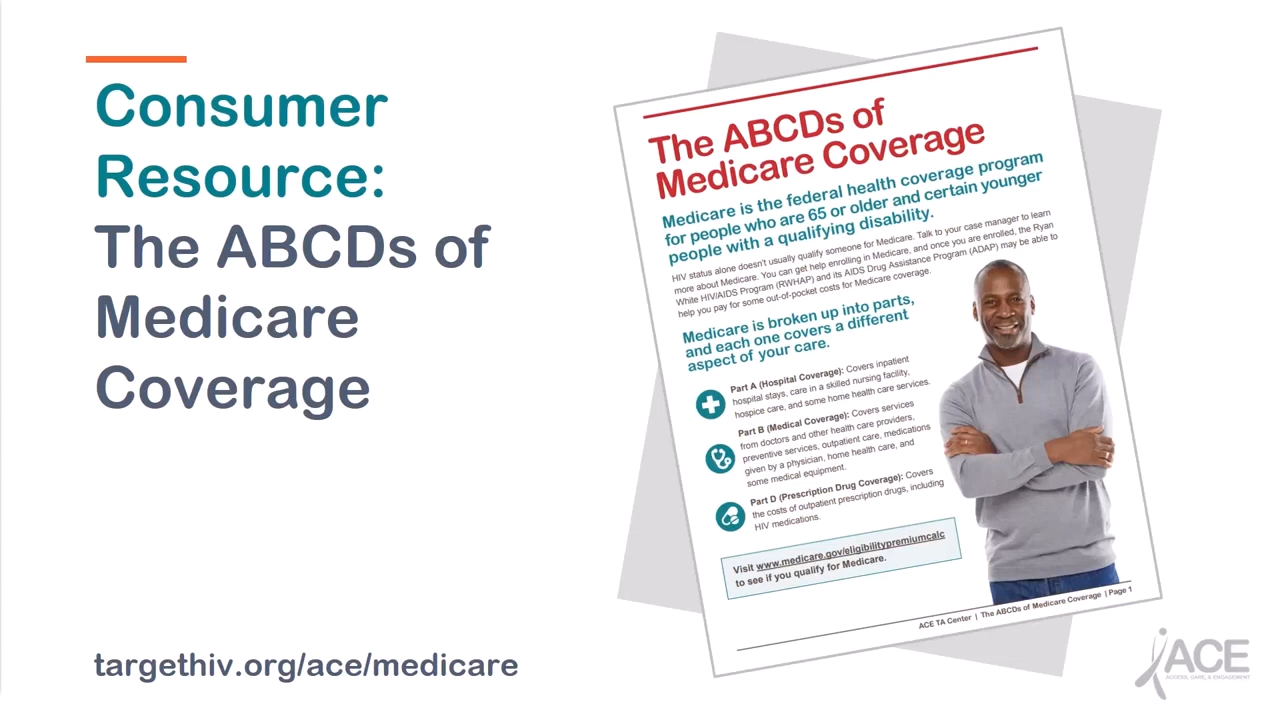 Consumer
Resource:
The ABCDs of
Medicare
Coverage
targethiv.org/ace/medicare
The ABCDs of
Medicare Coverage
Medicare is the federal health coverage program
for people who are 65 or older and certain younger
people with a qualifying disability.
HIV status alone doesn't usually qualify someone for Medicare. Talk to your case manager to learn
more about Medicare. You can get help enrolling in Medicare, and once you are enrolled, the Ryan
White HIV/AIDS Program (RWHAP) and its AIDS Drug Assistance Program (ADAP) may be able to
help you pay for some out-of-pocket costs for Medicare coverage.
Medicare is broken up into parts,
and each one covers a different
aspect of your care.
Part A (Hospital Coverage): Covers inpatient
hospital stays, care in a skilled nursing facility,
hospice care, and some home health care services.
Part B (Medical Coverage): Covers services
from doctors and other health care providers,
preventive services, outpatient care, medications
given by a physician, home health care, and
some medical equipment.
Part D (Prescription Drug Coverage): Covers
the costs of outpatient prescription drugs, including
HIV medications.
Visit www.medicare.gov/eligibilitypremiumcalc
to see if you qualify for Medicare.
ACE TA Center | The ABCDs of Medicare Coverage | Page 1
ACE
ACCESS, CARE, & ENGAGEMENT